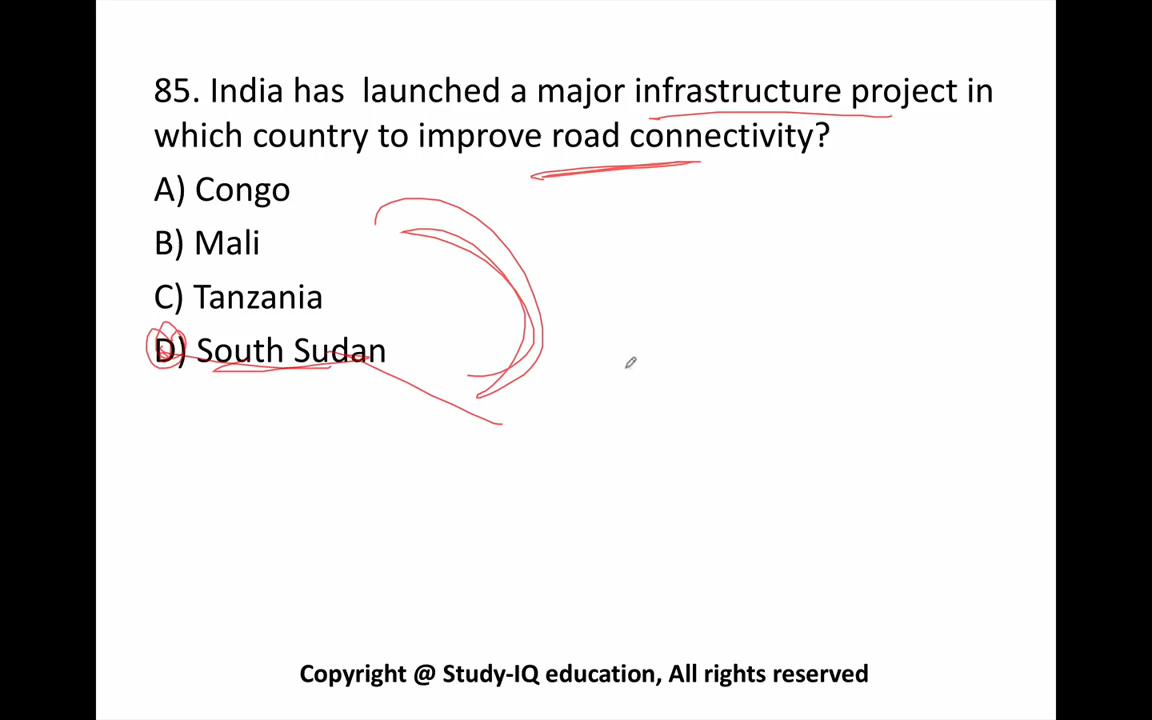 85. India has launched a major infrastructure project in
which country to improve road connectivity?
A) Congo
B) Mali
C) Tanzania
D) South Sudan
Copyright @ Study-IQ education, All rights reserved